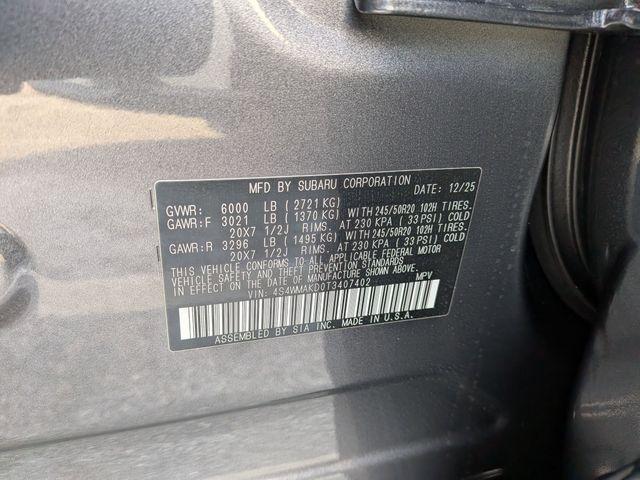 MFD BY SUBARU CORPORATION DATE: 12/25
GVWR: 6000 LB ( 2721 KG)
GAWR:F 3021 LB ( 1370 KG) WITH 245/50R20 102H TIRES.
20X7 1/2J RIMS. AT 230 KPA ( 33 PSI) COLD
GAWR:R 3296 LB ( 1495 KG) WITH 245/50R20 102H TIRES.
20X7 1/2J RIMS. AT 230 KPA ( 33 PSI) COLD
THIS VEHICLE CONFORMS TO ALL APPLICABLE FEDERAL MOTOR
VEHICLE SAFETY AND THEFT PREVENTION STANDARDS IN
EFFECT ON THE DATE OF MANUFACTURE SHOWN ABOVE.
VIN: 4S4WMAKD0T3407402 MPV
ASSEMBLED BY SIA INC. MADE IN U.S.A.